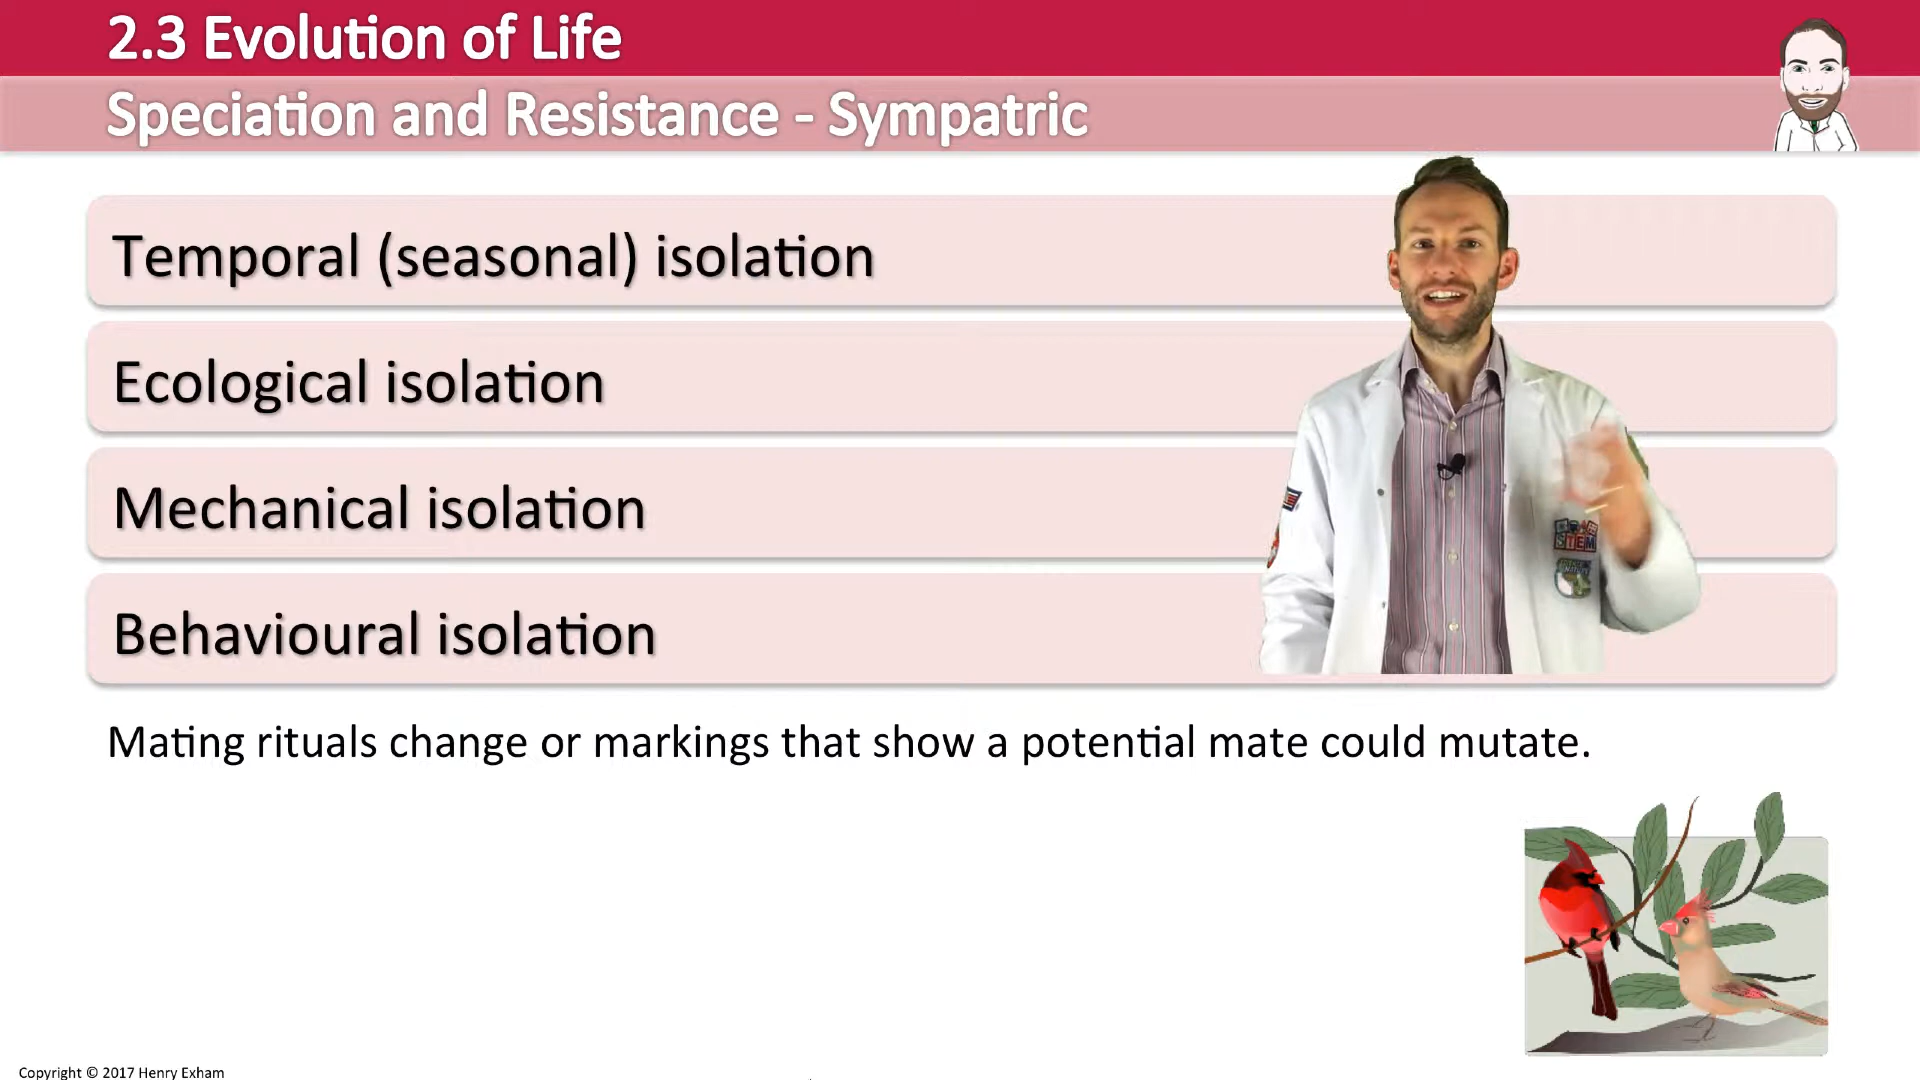 2.3 Evolution of Life
Speciation and Resistance - Sympatric
Temporal (seasonal) isolation
Ecological isolation
Mechanical isolation
Behavioural isolation
STEM
Mating rituals change or markings that show a potential mate could mutate.
Copyright © 2017 Henry Exham